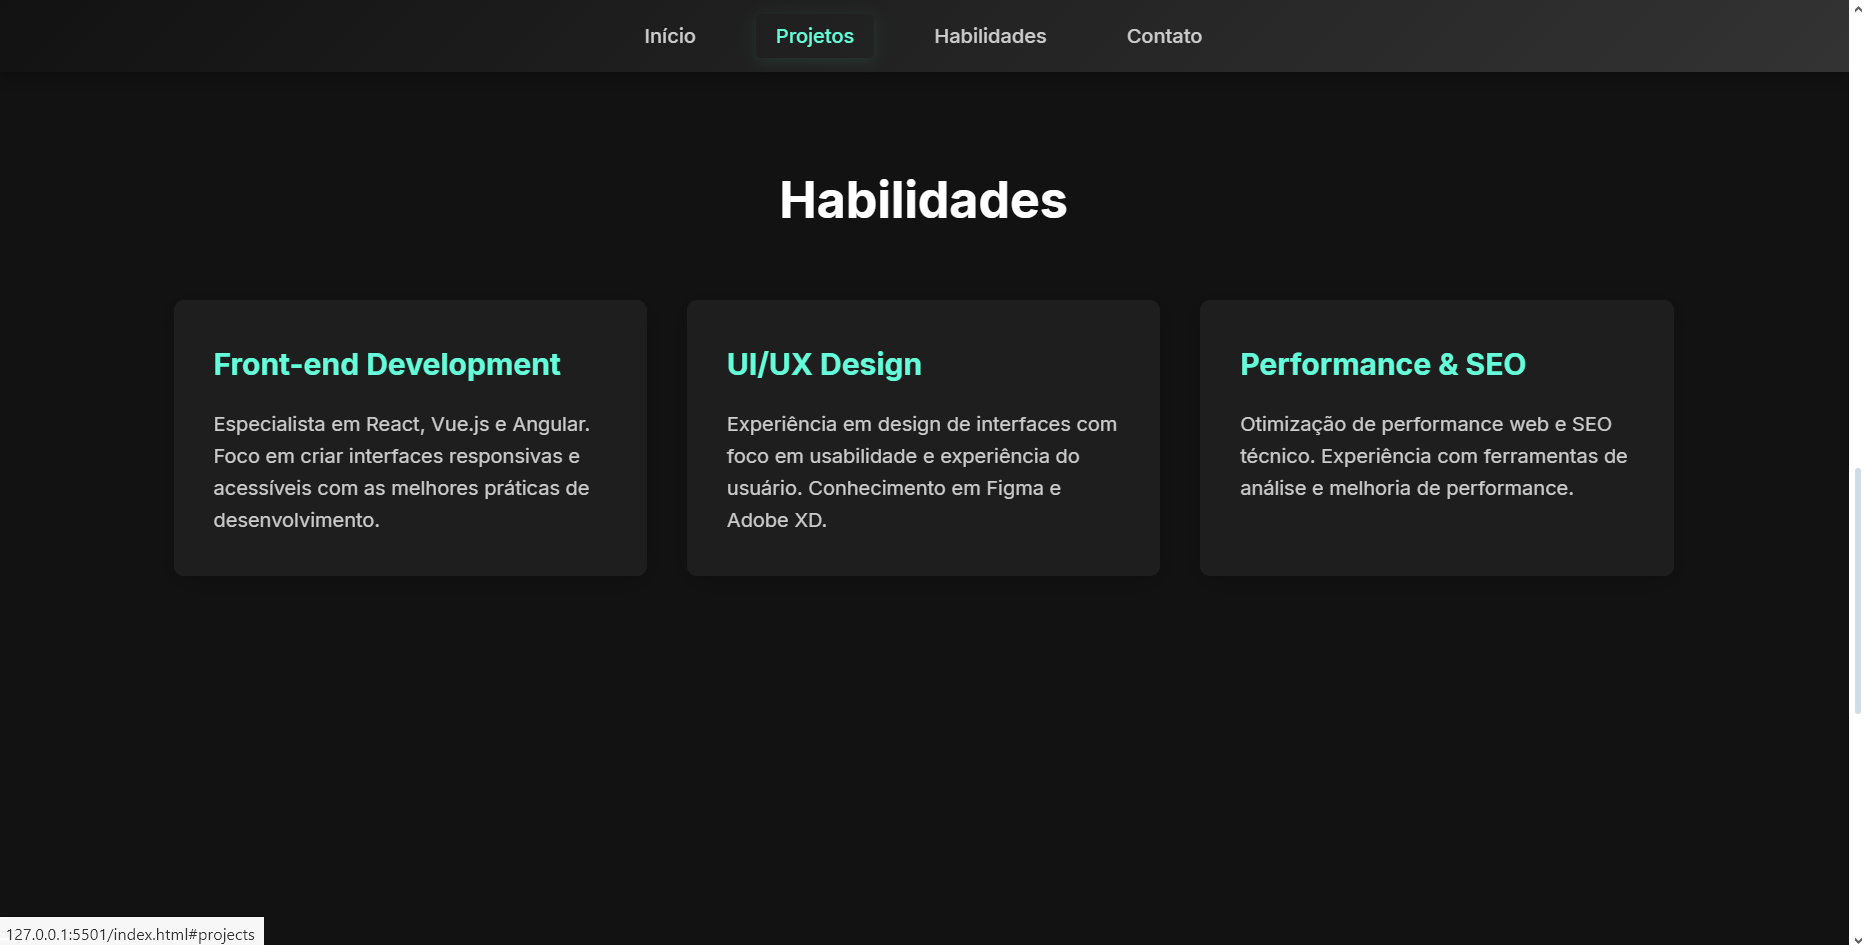 Início Projetos Habilidades Contato
Habilidades
Front-end Development
Especialista em React, Vue.js e Angular.
Foco em criar interfaces responsivas e
acessíveis com as melhores práticas de
desenvolvimento.
UI/UX Design
Experiência em design de interfaces com
foco em usabilidade e experiência do
usuário. Conhecimento em Figma e
Adobe XD.
Performance & SEO
Otimização de performance web e SEO
técnico. Experiência com ferramentas de
análise e melhoria de performance.
127.0.0.1:5501/index.html#projects